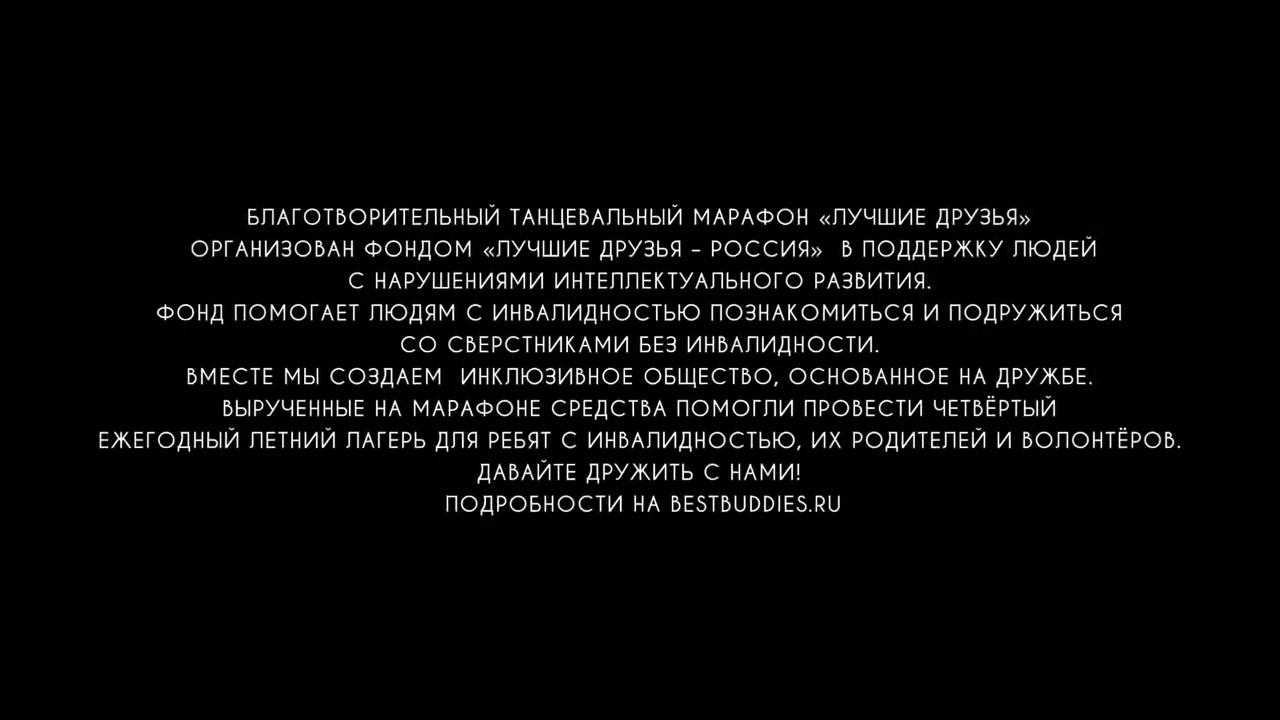 БЛАГОТВОРИТЕЛЬНЫЙ ТАНЦЕВАЛЬНЫЙ МАРАФОН «ЛУЧШИЕ ДРУЗЬЯ»
ОРГАНИЗОВАН ФОНДОМ «ЛУЧШИЕ ДРУЗЬЯ – РОССИЯ»  В ПОДДЕРЖКУ ЛЮДЕЙ
С НАРУШЕНИЯМИ ИНТЕЛЛЕКТУАЛЬНОГО РАЗВИТИЯ.
ФОНД ПОМОГАЕТ ЛЮДЯМ С ИНВАЛИДНОСТЬЮ ПОЗНАКОМИТЬСЯ И ПОДРУЖИТЬСЯ
СО СВЕРСТНИКАМИ БЕЗ ИНВАЛИДНОСТИ.
ВМЕСТЕ МЫ СОЗДАЕМ  ИНКЛЮЗИВНОЕ ОБЩЕСТВО, ОСНОВАННОЕ НА ДРУЖБЕ.
ВЫРУЧЕННЫЕ НА МАРАФОНЕ СРЕДСТВА ПОМОГЛИ ПРОВЕСТИ ЧЕТВЁРТЫЙ
ЕЖЕГОДНЫЙ ЛЕТНИЙ ЛАГЕРЬ ДЛЯ РЕБЯТ С ИНВАЛИДНОСТЬЮ, ИХ РОДИТЕЛЕЙ И ВОЛОНТЁРОВ.
ДАВАЙТЕ ДРУЖИТЬ С НАМИ!
ПОДРОБНОСТИ НА BESTBUDDIES.RU